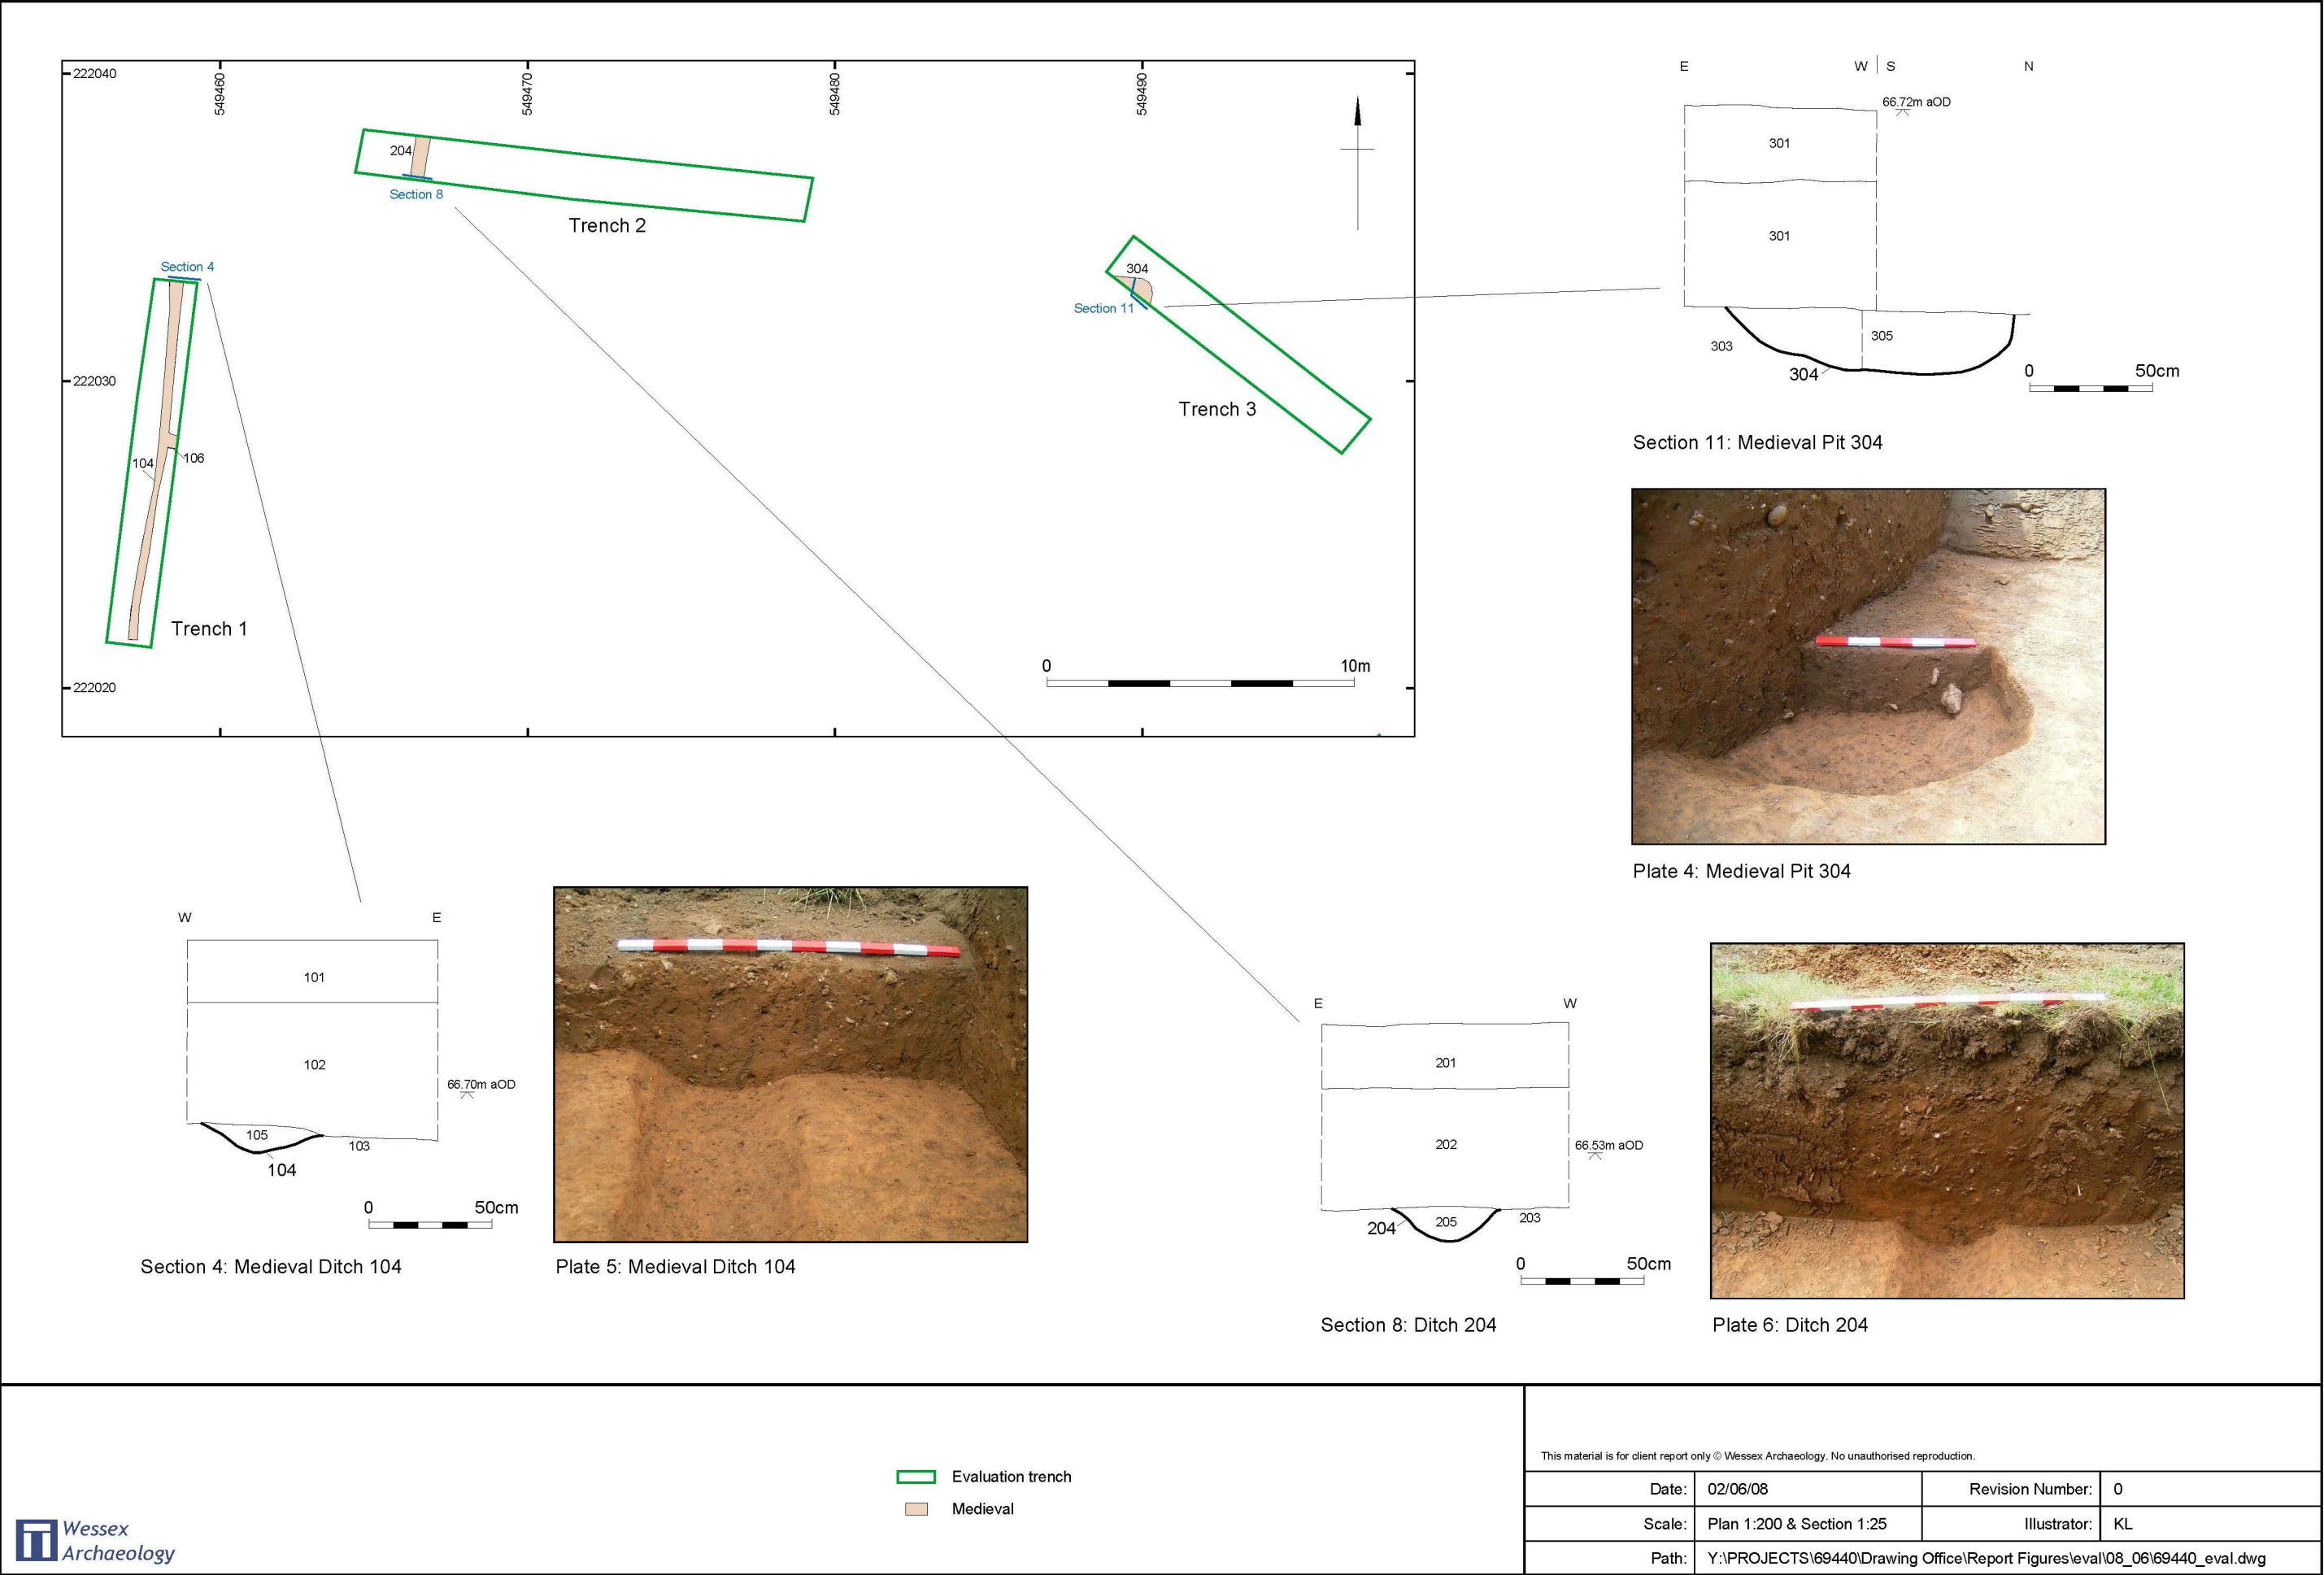 222040
549460
549470
549480
549490
222030
222020
204
Section 8
Trench 2
Section 4
104
106
Trench 1
304
Section 11
Trench 3
0 10m
E W S N
66.72m aOD
301
301
303
305
304
0 50cm
Section 11: Medieval Pit 304
Plate 4: Medieval Pit 304
W E
101
102
66.70m aOD
105
103
104
0 50cm
Section 4: Medieval Ditch 104
Plate 5: Medieval Ditch 104
E W
201
202
66.53m aOD
204
205
203
0 50cm
Section 8: Ditch 204
Plate 6: Ditch 204
Evaluation trench
Medieval
Wessex
Archaeology
This material is for client report only © Wessex Archaeology. No unauthorised reproduction.
Date: 02/06/08 Revision Number: 0
Scale: Plan 1:200 & Section 1:25 Illustrator: KL
Path: Y:\PROJECTS\69440\Drawing Office\Report Figures\eval\08_06\69440_eval.dwg